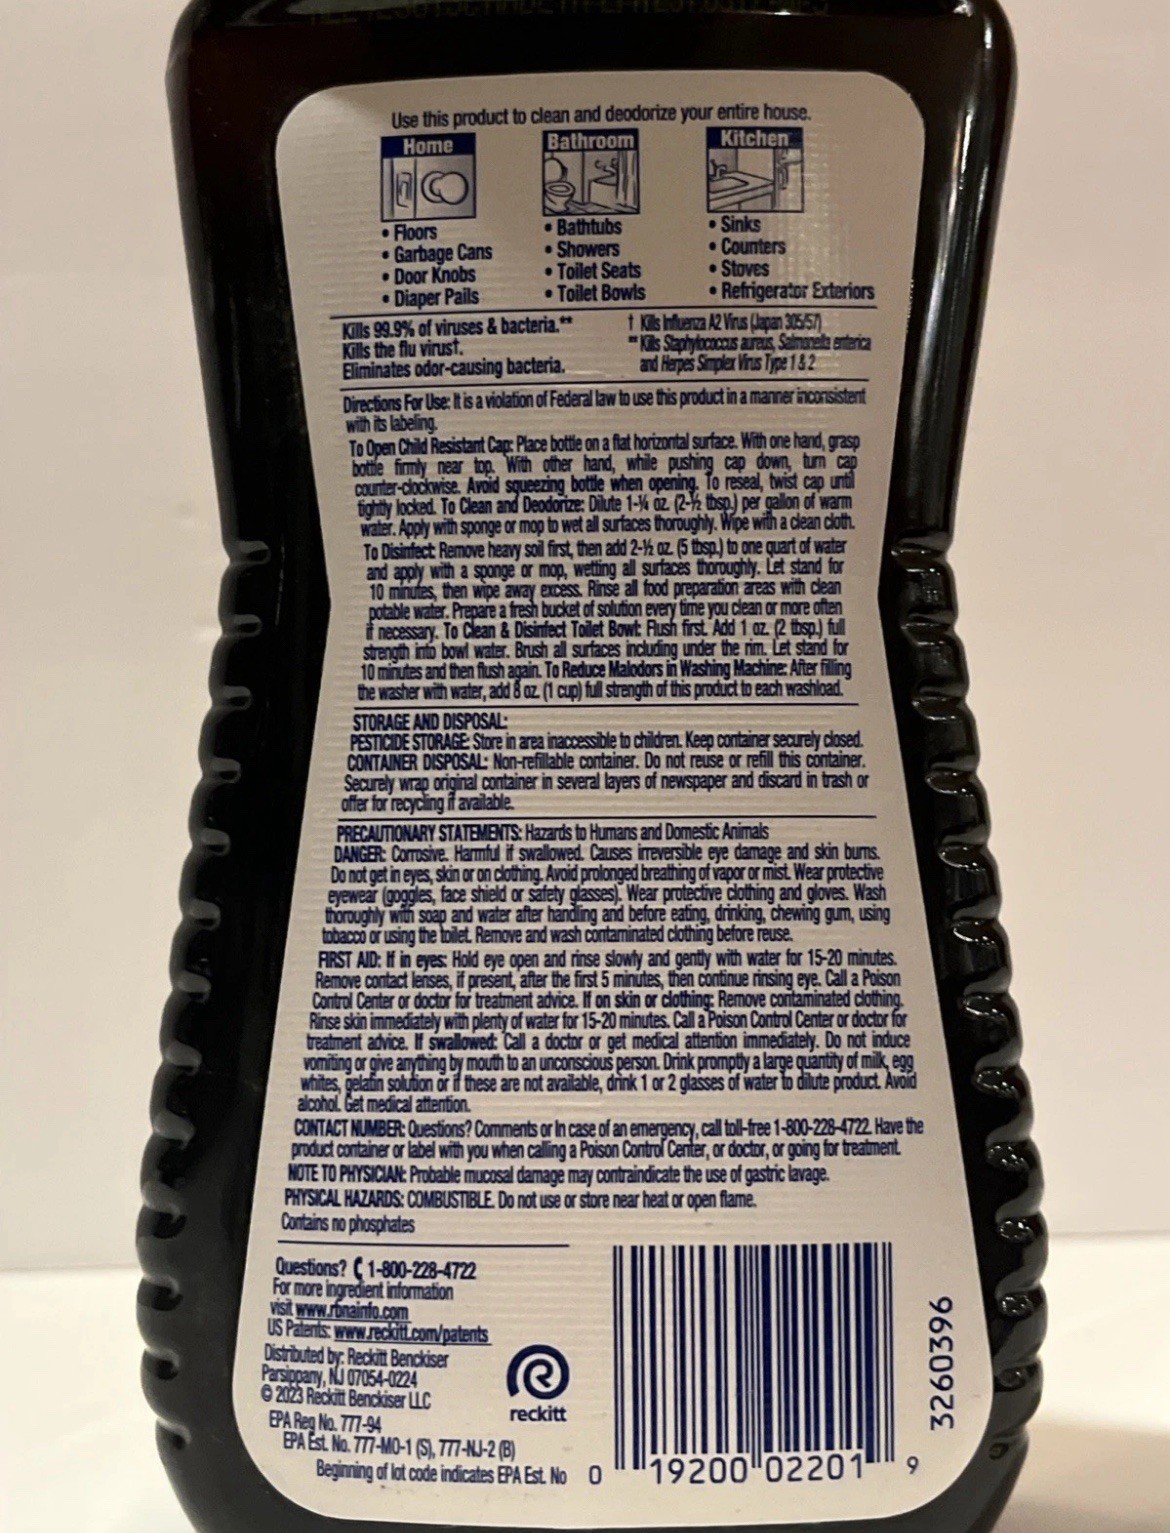 Use this product to clean and deodorize your entire house.
Home
Bathroom
Kitchen
• Floors
• Garbage Cans
• Door Knobs
• Diaper Pails
• Bathtubs
• Showers
• Toilet Seats
• Toilet Bowls
• Sinks
• Counters
• Stoves
• Refrigerator Exteriors
Kills 99.9% of viruses & bacteria.**
Kills the flu virus†.
Eliminates odor-causing bacteria.
† Kills Influenza A2 Virus (Japan 305/57)
** Kills Staphylococcus aureus, Salmonella enterica
and Herpes Simplex Virus Type 1 & 2
Directions For Use: It is a violation of Federal law to use this product in a manner inconsistent
with its labeling.
To Open Child Resistant Cap: Place bottle on a flat horizontal surface. With one hand, grasp
bottle firmly near top. With other hand, while pushing cap down, turn cap
counter-clockwise. Avoid squeezing bottle when opening. To reseal, twist cap until
tightly locked. To Clean and Deodorize: Dilute 1-¼ oz. (2-½ tbsp.) per gallon of warm
water. Apply with sponge or mop to wet all surfaces thoroughly. Wipe with a clean cloth.
To Disinfect: Remove heavy soil first, then add 2-½ oz. (5 tbsp.) to one quart of water
and apply with a sponge or mop, wetting all surfaces thoroughly. Let stand for
10 minutes, then wipe away excess. Rinse all food preparation areas with clean
potable water. Prepare a fresh bucket of solution every time you clean or more often
if necessary. To Clean & Disinfect Toilet Bowl: Flush first. Add 1 oz. (2 tbsp.) full
strength into bowl water. Brush all surfaces including under the rim. Let stand for
10 minutes and then flush again. To Reduce Malodors in Washing Machine: After filling
the washer with water, add 8 oz. (1 cup) full strength of this product to each washload.
STORAGE AND DISPOSAL:
PESTICIDE STORAGE: Store in area inaccessible to children. Keep container securely closed.
CONTAINER DISPOSAL: Non-refillable container. Do not reuse or refill this container.
Securely wrap original container in several layers of newspaper and discard in trash or
offer for recycling if available.
PRECAUTIONARY STATEMENTS: Hazards to Humans and Domestic Animals
DANGER: Corrosive. Harmful if swallowed. Causes irreversible eye damage and skin burns.
Do not get in eyes, skin or on clothing. Avoid prolonged breathing of vapor or mist. Wear protective
eyewear (goggles, face shield or safety glasses). Wear protective clothing and gloves. Wash
thoroughly with soap and water after handling and before eating, drinking, chewing gum, using
tobacco or using the toilet. Remove and wash contaminated clothing before reuse.
FIRST AID: If in eyes: Hold eye open and rinse slowly and gently with water for 15-20 minutes.
Remove contact lenses, if present, after the first 5 minutes, then continue rinsing eye. Call a Poison
Control Center or doctor for treatment advice. If on skin or clothing: Remove contaminated clothing.
Rinse skin immediately with plenty of water for 15-20 minutes. Call a Poison Control Center or doctor for
treatment advice. If swallowed: Call a doctor or get medical attention immediately. Do not induce
vomiting or give anything by mouth to an unconscious person. Drink promptly a large quantity of milk, egg
whites, gelatin solution or if these are not available, drink 1 or 2 glasses of water to dilute product. Avoid
alcohol. Get medical attention.
CONTACT NUMBER: Questions? Comments or In case of an emergency, call toll-free 1-800-228-4722. Have the
product container or label with you when calling a Poison Control Center, or doctor, or going for treatment.
NOTE TO PHYSICIAN: Probable mucosal damage may contraindicate the use of gastric lavage.
PHYSICAL HAZARDS: COMBUSTIBLE. Do not use or store near heat or open flame.
Contains no phosphates
Questions? 1-800-228-4722
For more ingredient information
visit www.rbnainfo.com
US Patents: www.reckitt.com/patents
Distributed by: Reckitt Benckiser
Parsippany, NJ 07054-0224
© 2023 Reckitt Benckiser LLC
EPA Reg No. 777-94
EPA Est. No. 777-MO-1 (S), 777-NJ-2 (B)
Beginning of lot code indicates EPA Est. No
reckitt
0 19200 02201 9
3260396